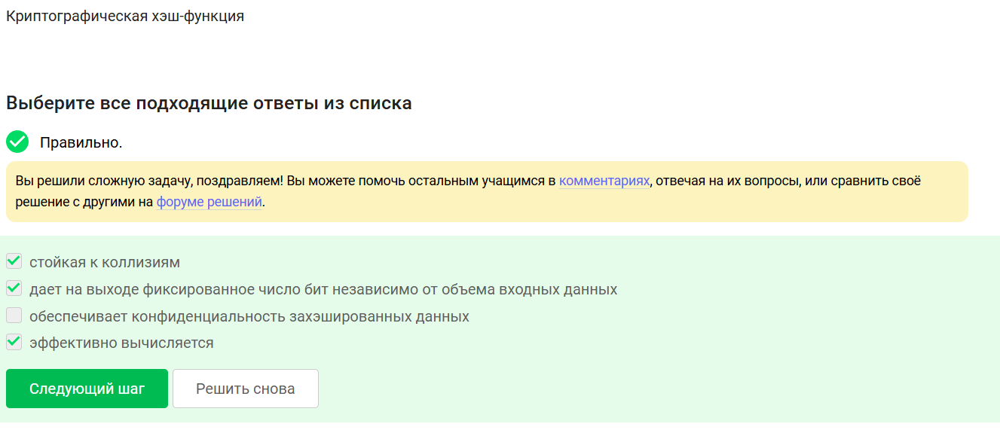 Криптографическая хэш-функция
Выберите все подходящие ответы из списка
Правильно.
Вы решили сложную задачу, поздравляем! Вы можете помочь остальным учащимся в комментариях, отвечая на их вопросы, или сравнить своё
решение с другими на форуме решений.
стойкая к коллизиям
дает на выходе фиксированное число бит независимо от объема входных данных
обеспечивает конфиденциальность захэшированных данных
эффективно вычисляется
Следующий шаг
Решить снова